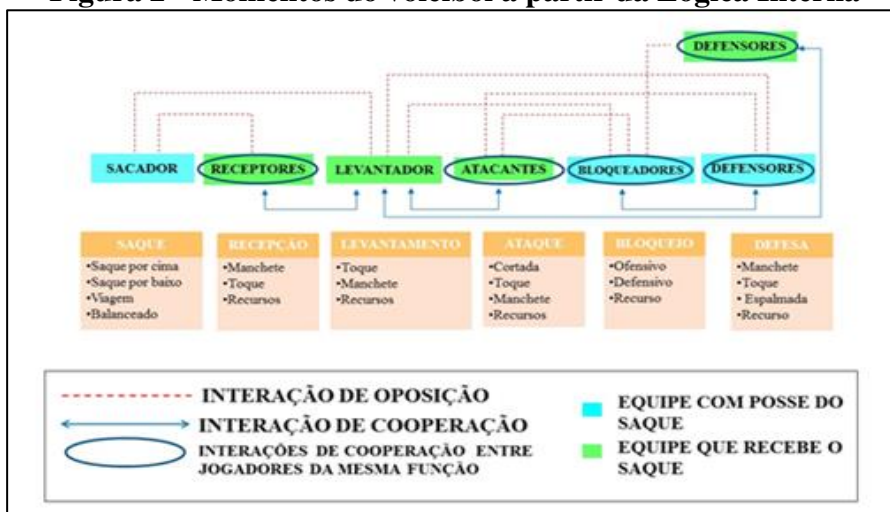 Figura - Momentos do voleibol a partir da Lógica Interna
DEFENSORES
SACADOR RECEPTORES LEVANTADOR ATACANTES BLOQUEADORES DEFENSORES
SAQUE
•Saque por cima
•Saque por baixo
•Viagem
•Balanceado
RECEPÇÃO
•Manchete
•Toque
•Recursos
LEVANTAMENTO
•Toque
•Manchete
•Recursos
ATAQUE
•Cortada
•Toque
•Manchete
•Recursos
BLOQUEIO
•Ofensivo
•Defensivo
•Recurso
DEFESA
•Manchete
•Toque
• Espalmada
•Recurso
INTERAÇÃO DE OPOSIÇÃO
INTERAÇÃO DE COOPERAÇÃO
INTERAÇÕES DE COOPERAÇÃO ENTRE
JOGADORES DA MESMA FUNÇÃO
EQUIPE COM POSSE DO
SAQUE
EQUIPE QUE RECEBE O
SAQUE